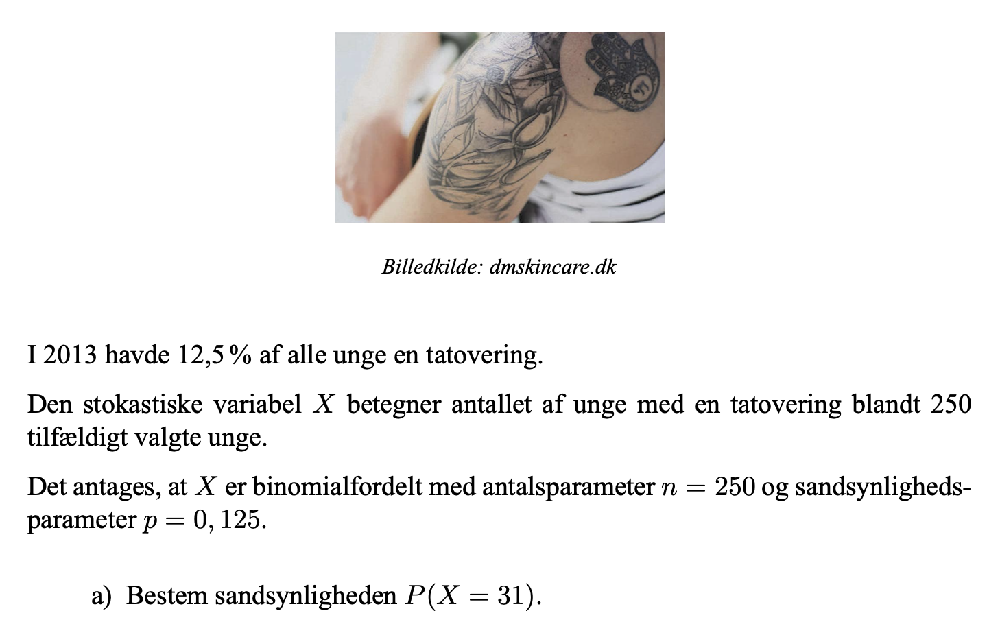 Billedkilde: dmskincare.dk
I 2013 havde 12,5 % af alle unge en tatovering.
Den stokastiske variabel X betegner antallet af unge med en tatovering blandt 250
tilfældigt valgte unge.
Det antages, at X er binomialfordelt med antalsparameter n = 250 og sandsynligheds-
parameter p = 0, 125.
a) Bestem sandsynligheden P(X = 31).